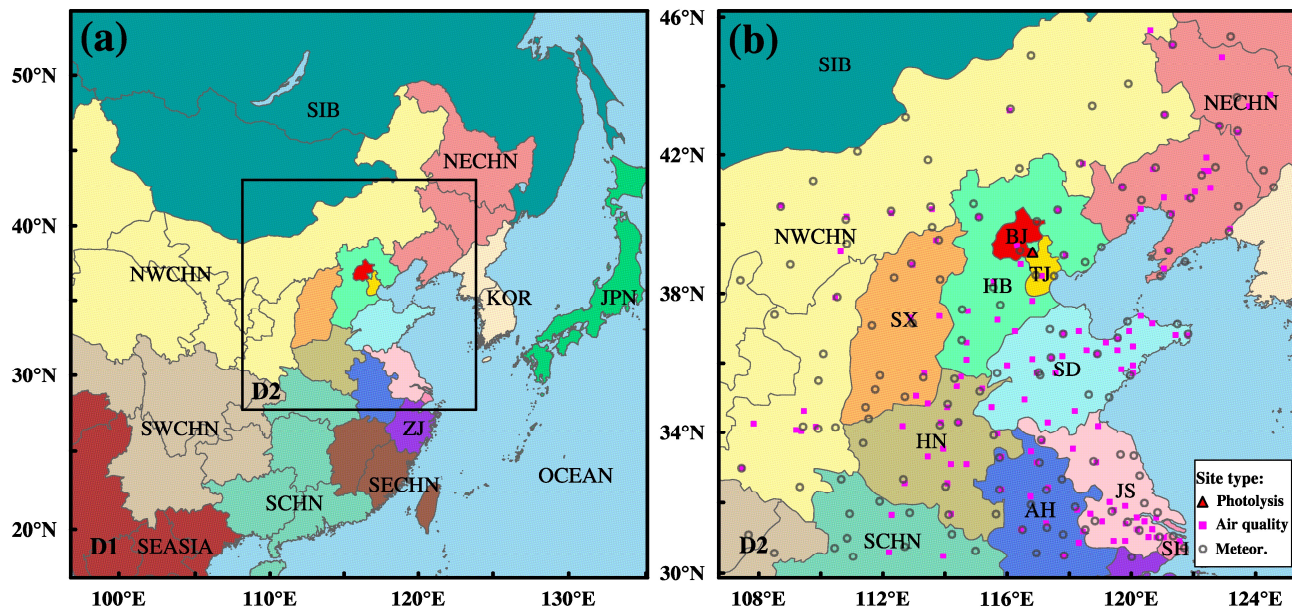 (a)
50°N
40°N
30°N
20°N
100°E
110°E
120°E
130°E
SIB
NECHN
NWCHN
KOR
JPN
D2
SWCHN
ZJ
OCEAN
SECHN
SCHN
D1
SEASIA
(b)
46°N
42°N
38°N
34°N
30°N
108°E
112°E
116°E
120°E
124°E
SIB
NECHN
NWCHN
BJ
TJ
HB
SX
SD
HN
JS
AH
SCHN
SH
D2
Site type:
Photolysis
Air quality
Meteor.